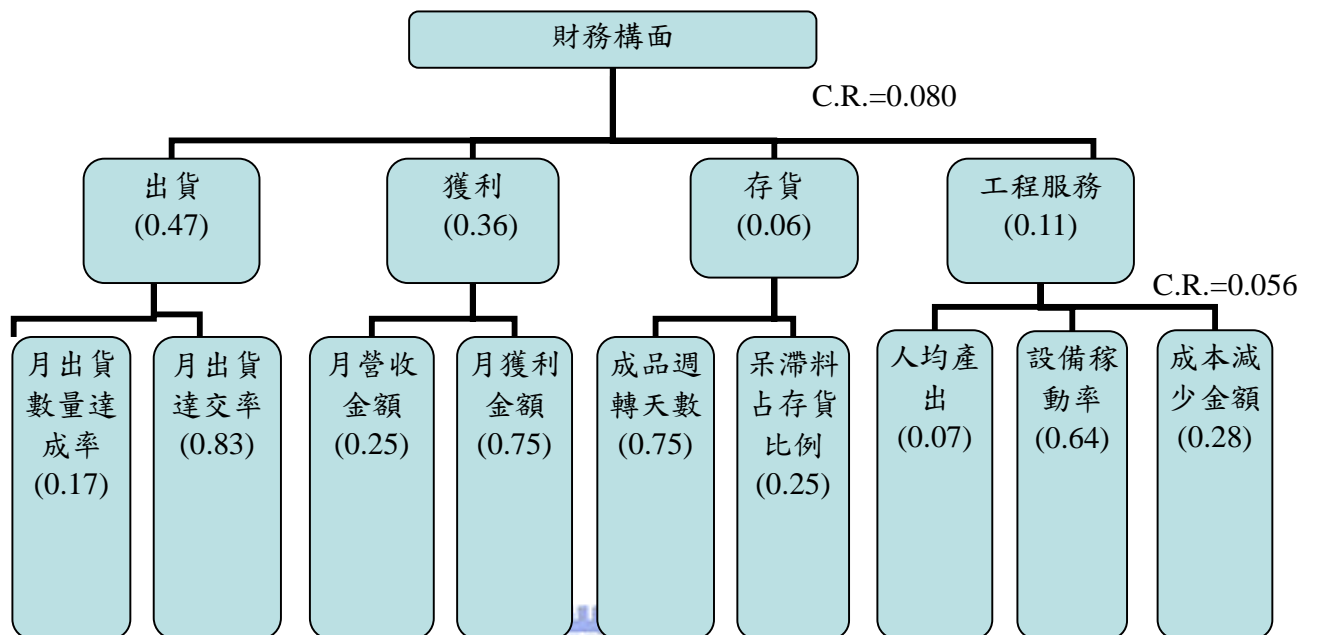 財務構面
C.R.=0.080
出貨
(0.47)
獲利
(0.36)
存貨
(0.06)
工程服務
(0.11)
C.R.=0.056
月出貨
數量達
成率
(0.17)
月出貨
達交率
(0.83)
月營收
金額
(0.25)
月獲利
金額
(0.75)
成品週
轉天數
(0.75)
呆滯料
占存貨
比例
(0.25)
人均產
出
(0.07)
設備稼
動率
(0.64)
成本減
少金額
(0.28)